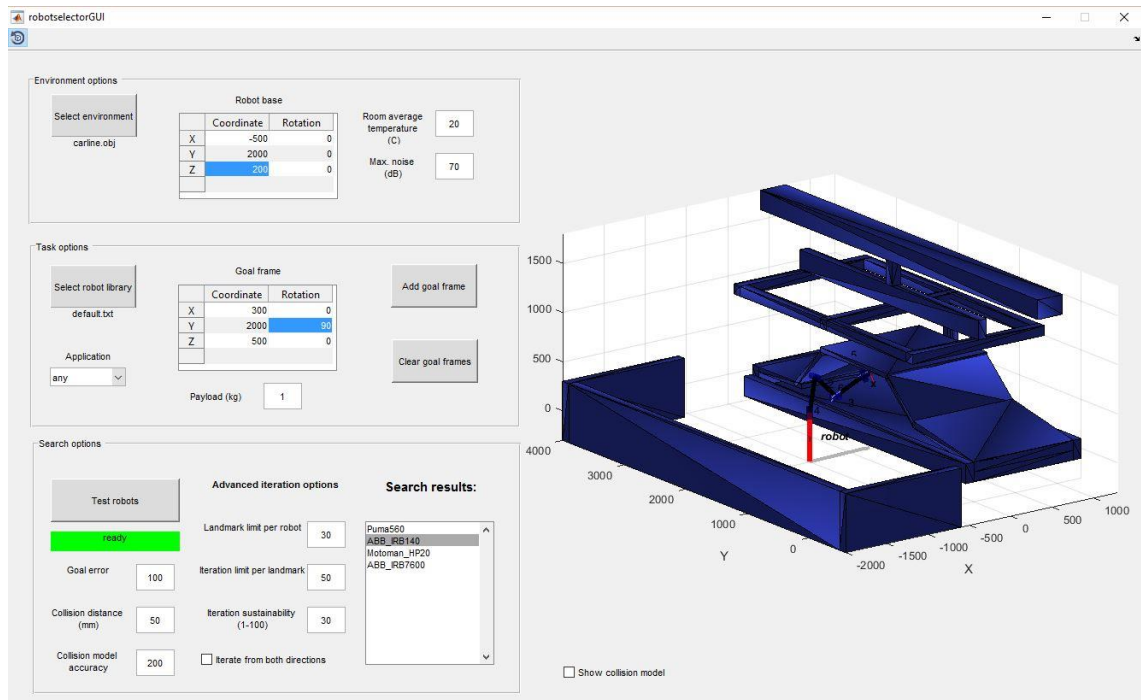 robotselectorGUI
Environment options
Select environment
carline.obj
Robot base
Coordinate Rotation
X -500 0
Y 2000 0
Z 200 0
Room average
temperature
(C)
20
Max. noise
(dB)
70
Task options
Select robot library
default.txt
Application
any
Goal frame
Coordinate Rotation
X 300 0
Y 2000 90
Z 500 0
Payload (kg) 1
Add goal frame
Clear goal frames
Search options
Test robots
ready
Goal error 100
Collision distance
(mm)
50
Collision model
accuracy
200
Advanced iteration options
Landmark limit per robot 30
Iteration limit per landmark 50
Iteration sustainability
(1-100)
30
Iterate from both directions
Search results:
Puma560
ABB_IRB140
Motoman_HP20
ABB_IRB7600
1500
1000
500
0
4000
3000
2000
1000
0
Y
-2000
-1500
-1000
-500
0
500
1000
X
robot
Show collision model